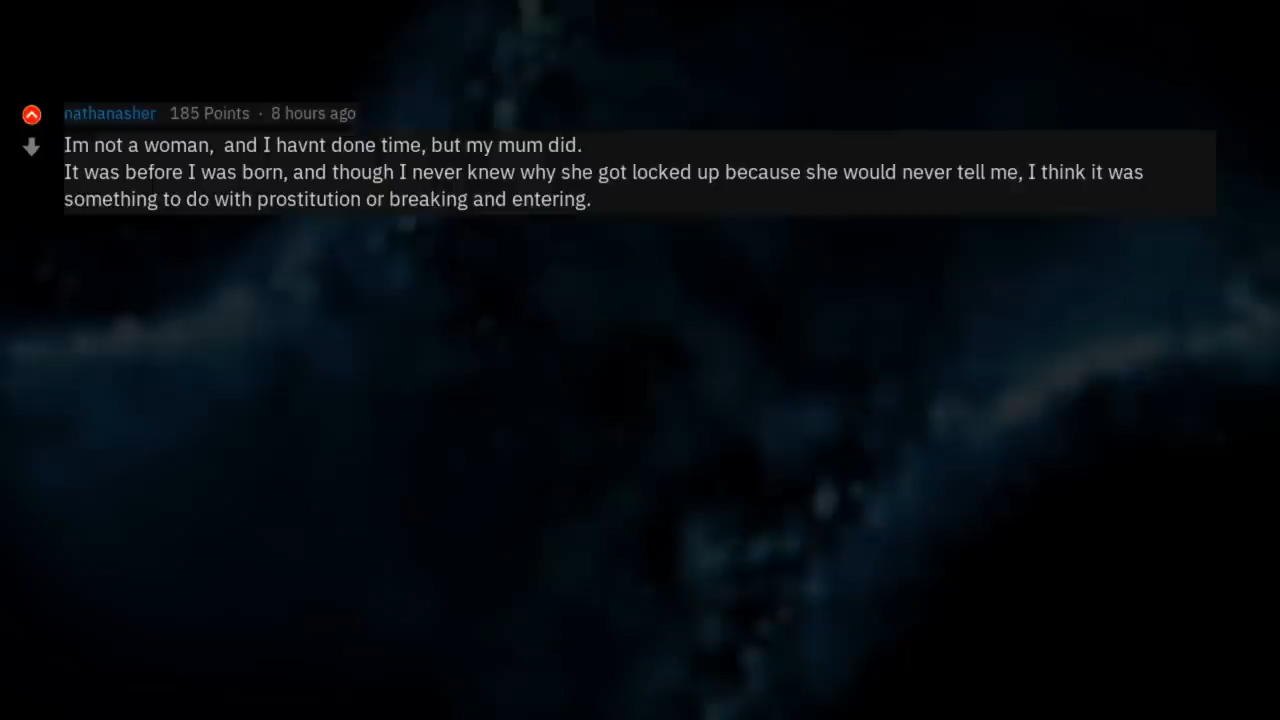 nathanasher 185 Points · 8 hours ago
Im not a woman,  and I havnt done time, but my mum did.
It was before I was born, and though I never knew why she got locked up because she would never tell me, I think it was
something to do with prostitution or breaking and entering.